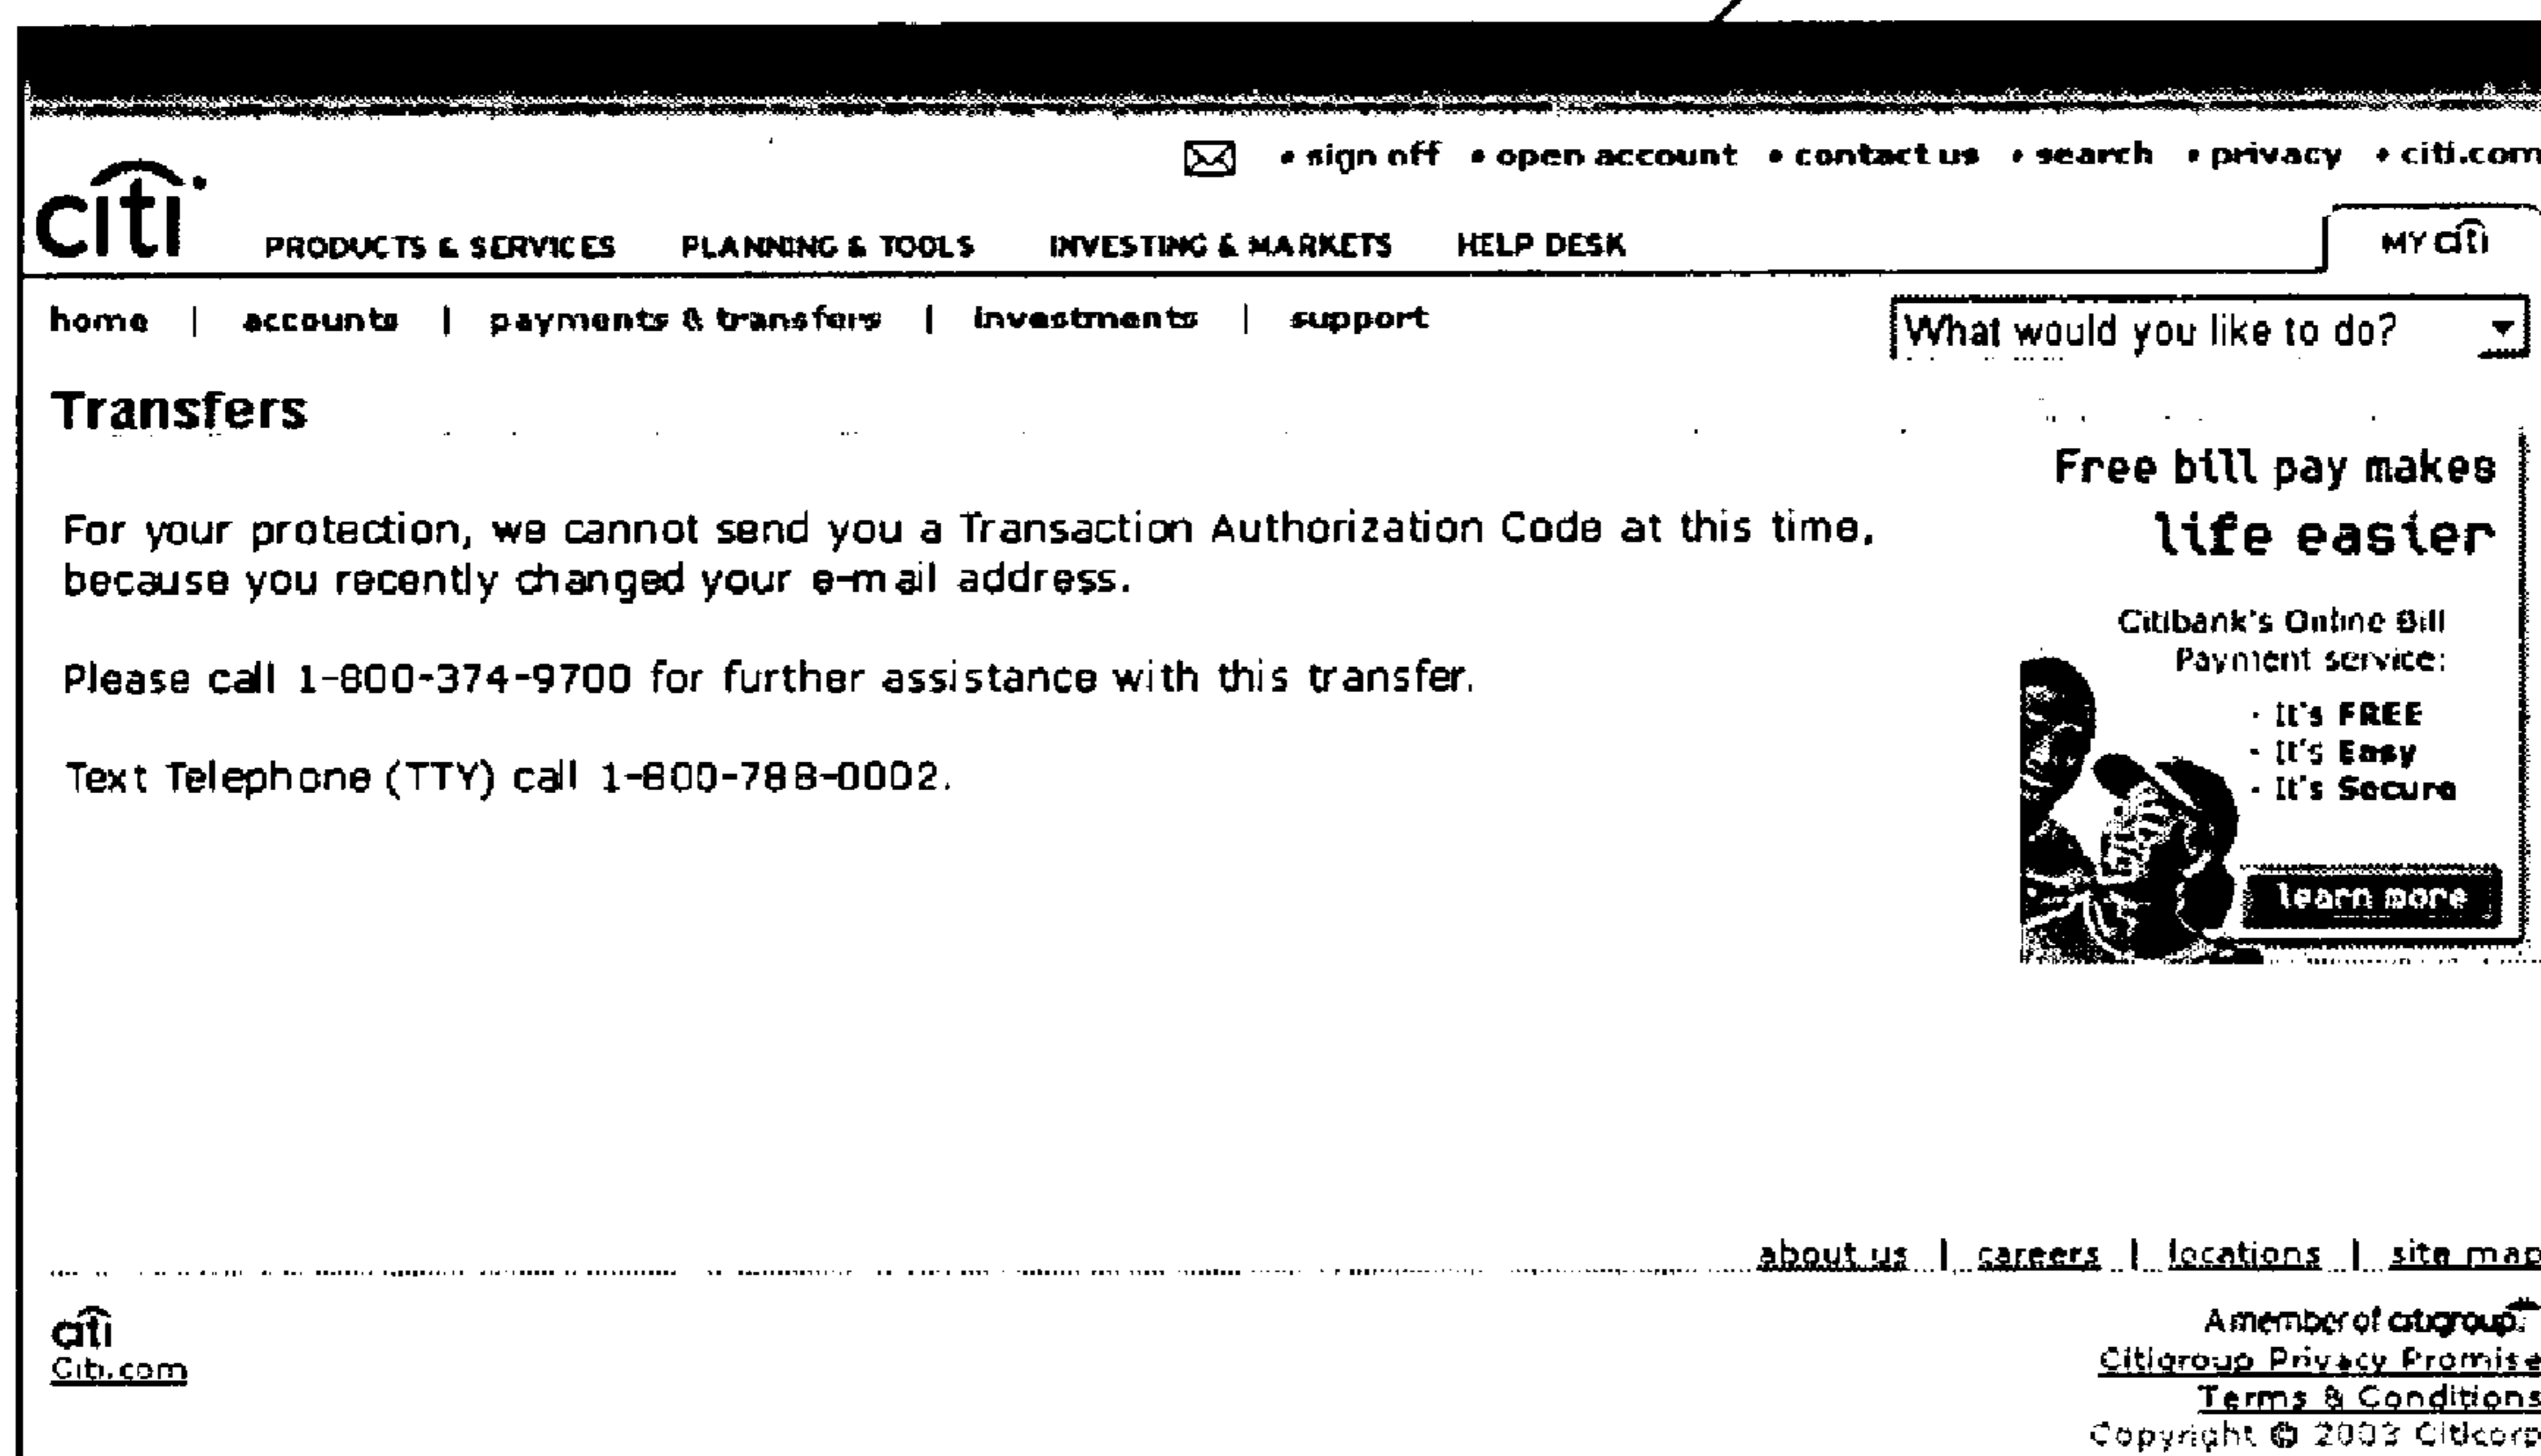 • sign off • open account • contact us • search • privacy • citi.com
citi
PRODUCTS & SERVICES PLANNING & TOOLS INVESTING & MARKETS HELP DESK MY citi
home | accounts | payments & transfers | investments | support
What would you like to do?
Transfers
For your protection, we cannot send you a Transaction Authorization Code at this time,
because you recently changed your e-mail address.
Please call 1-800-374-9700 for further assistance with this transfer.
Text Telephone (TTY) call 1-800-788-0002.
Free bill pay makes
life easier
Citibank's Online Bill
Payment service:
· It's FREE
· It's Easy
· It's Secure
learn more
about us | careers | locations | site map
citi
Citi.com
A member of citigroup
Citigroup Privacy Promise
Terms & Conditions
Copyright © 2003 Citicorp